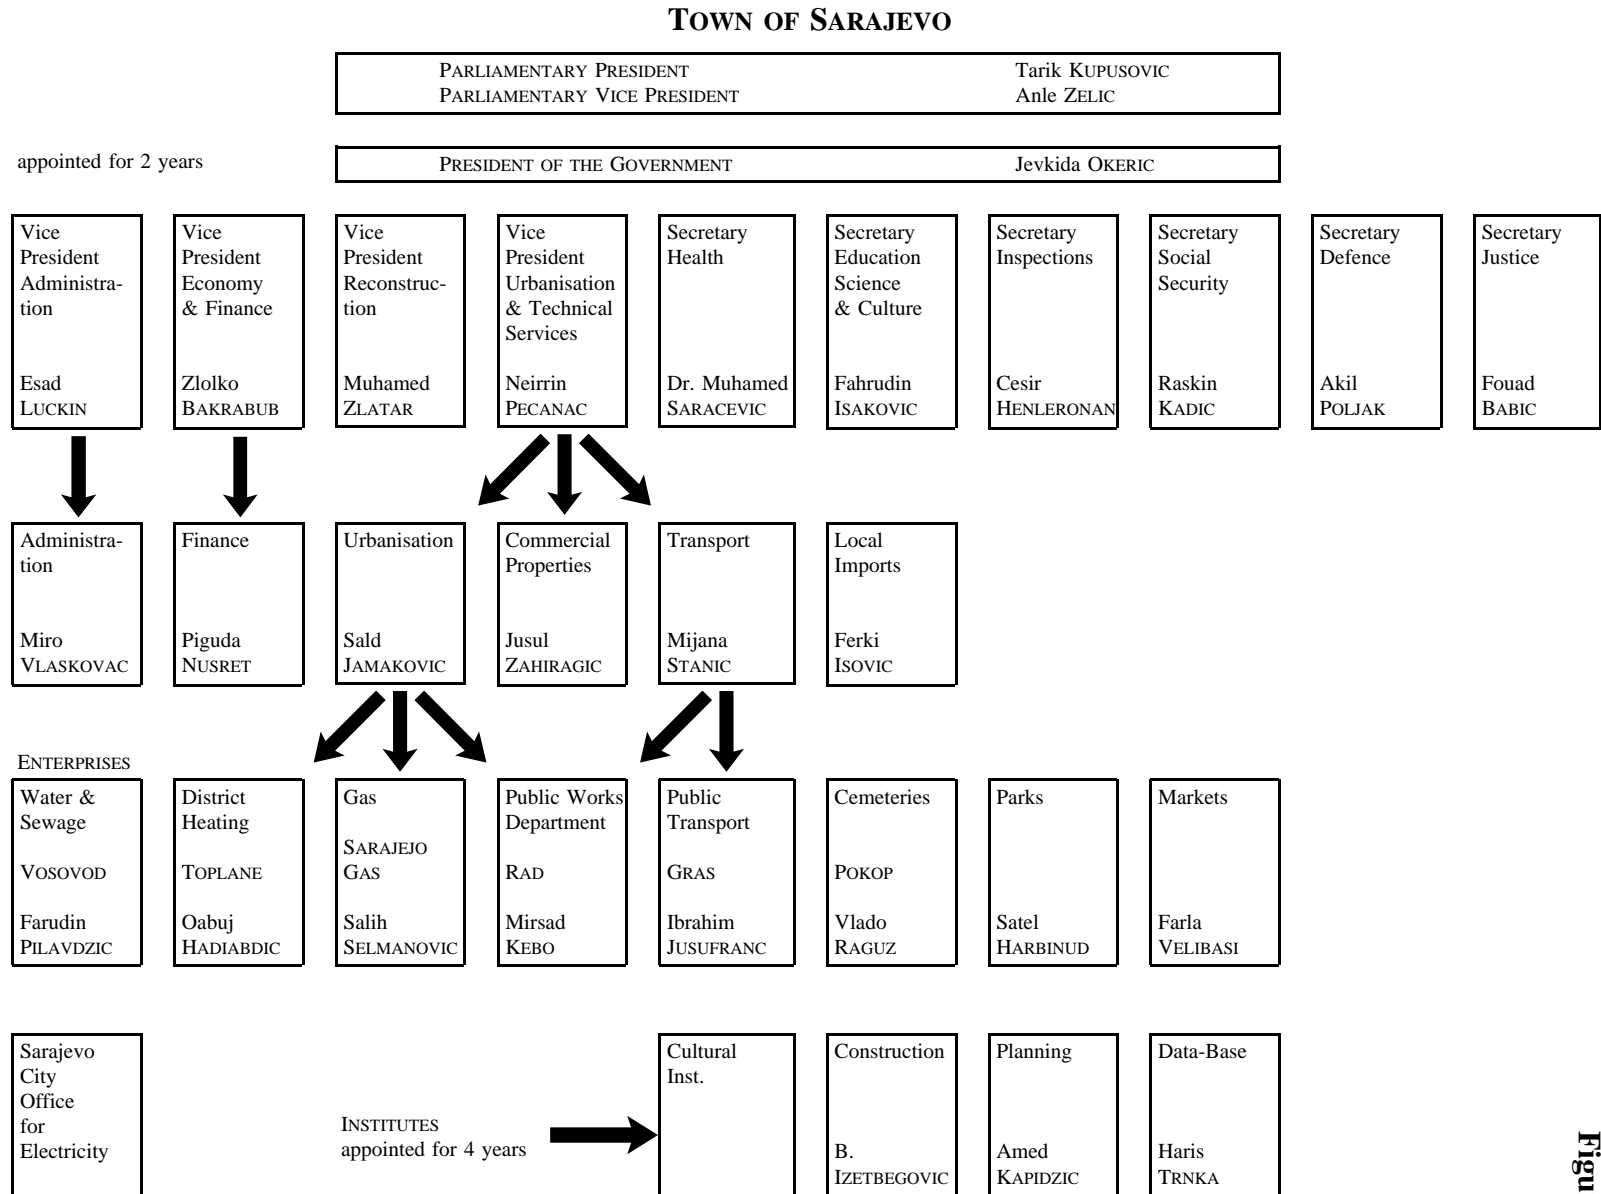 TOWN OF SARAJEVO
PARLIAMENTARY PRESIDENT Tarik KUPUSOVIC
PARLIAMENTARY VICE PRESIDENT Anle ZELIC
appointed for 2 years
PRESIDENT OF THE GOVERNMENT Jevkida OKERIC
Vice
President
Administra-
tion
Esad
LUCKIN
Vice
President
Economy
& Finance
Zlolko
BAKRABUB
Vice
President
Reconstruc-
tion
Muhamed
ZLATAR
Vice
President
Urbanisation
& Technical
Services
Neirrin
PECANAC
Secretary
Health
Dr. Muhamed
SARACEVIC
Secretary
Education
Science
& Culture
Fahrudin
ISAKOVIC
Secretary
Inspections
Cesir
HENLERONAN
Secretary
Social
Security
Raskin
KADIC
Secretary
Defence
Akil
POLJAK
Secretary
Justice
Fouad
BABIC
Administra-
tion
Miro
VLASKOVAC
Finance
Piguda
NUSRET
Urbanisation
Sald
JAMAKOVIC
Commercial
Properties
Jusul
ZAHIRAGIC
Transport
Mijana
STANIC
Local
Imports
Ferki
ISOVIC
ENTERPRISES
Water &
Sewage
VOSOVOD
Farudin
PILAVDZIC
District
Heating
TOPLANE
Oabuj
HADIABDIC
Gas
SARAJEJO
GAS
Salih
SELMANOVIC
Public Works
Department
RAD
Mirsad
KEBO
Public
Transport
GRAS
Ibrahim
JUSUFRANC
Cemeteries
POKOP
Vlado
RAGUZ
Parks
Satel
HARBINUD
Markets
Farla
VELIBASI
Sarajevo
City
Office
for
Electricity
INSTITUTES
appointed for 4 years
Cultural
Inst.
Construction
B.
IZETBEGOVIC
Planning
Amed
KAPIDZIC
Data-Base
Haris
TRNKA
Figu